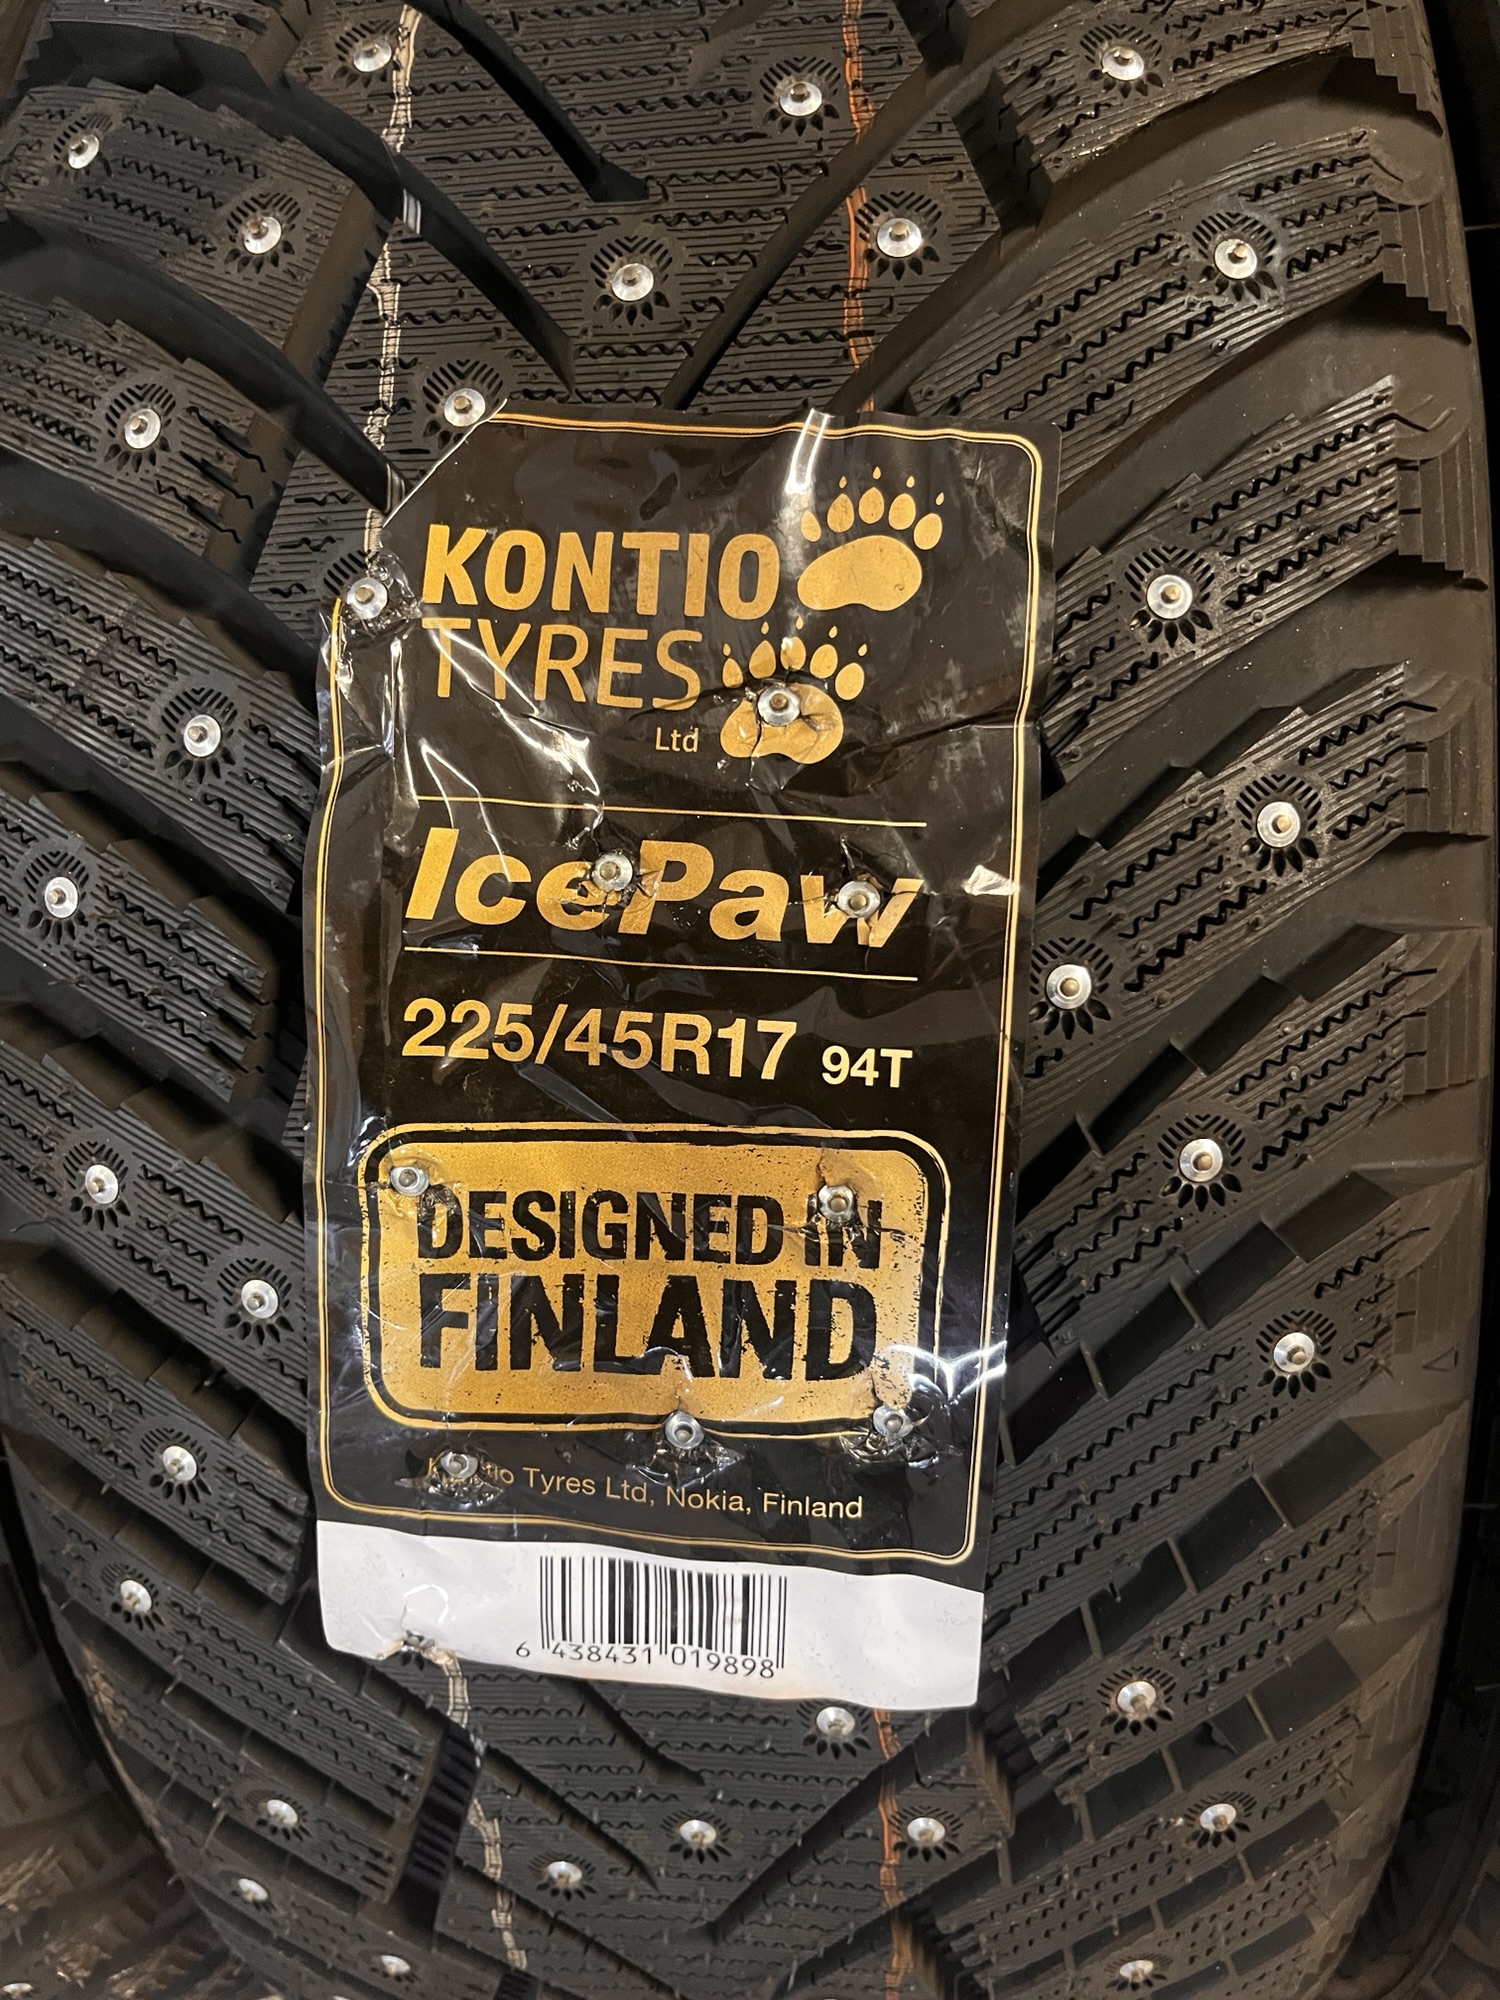 KONTIO
TYRES
Ltd
IcePaw
225/45R17 94T
DESIGNED IN
FINLAND
Tyres Ltd, Nokia, Finland
6 438431 019898